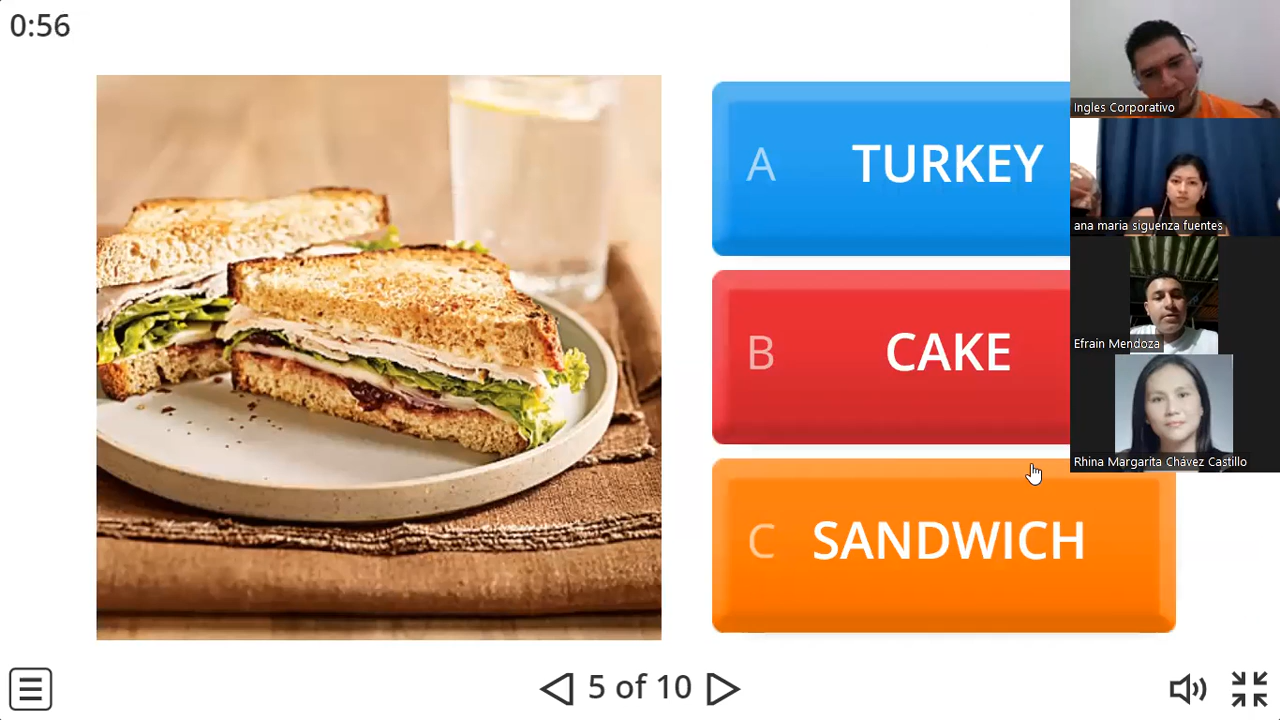 0:56
A TURKEY
B CAKE
C SANDWICH
5 of 10
Ingles Corporativo
ana maria siguenza fuentes
Efrain Mendoza
Rhina Margarita Chávez Castillo